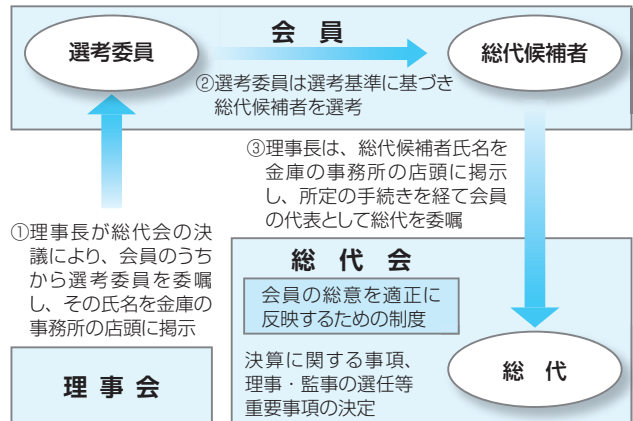 会 員
選考委員
総代候補者
②選考委員は選考基準に基づき
総代候補者を選考
③理事長は、総代候補者氏名を
金庫の事務所の店頭に掲示
し、所定の手続きを経て会員
の代表として総代を委嘱
①理事長が総代会の決
議により、会員のうち
から選考委員を委嘱
し、その氏名を金庫の
事務所の店頭に掲示
理 事 会
総 代 会
会員の総意を適正に
反映するための制度
決算に関する事項、
理事・監事の選任等
重要事項の決定
総 代